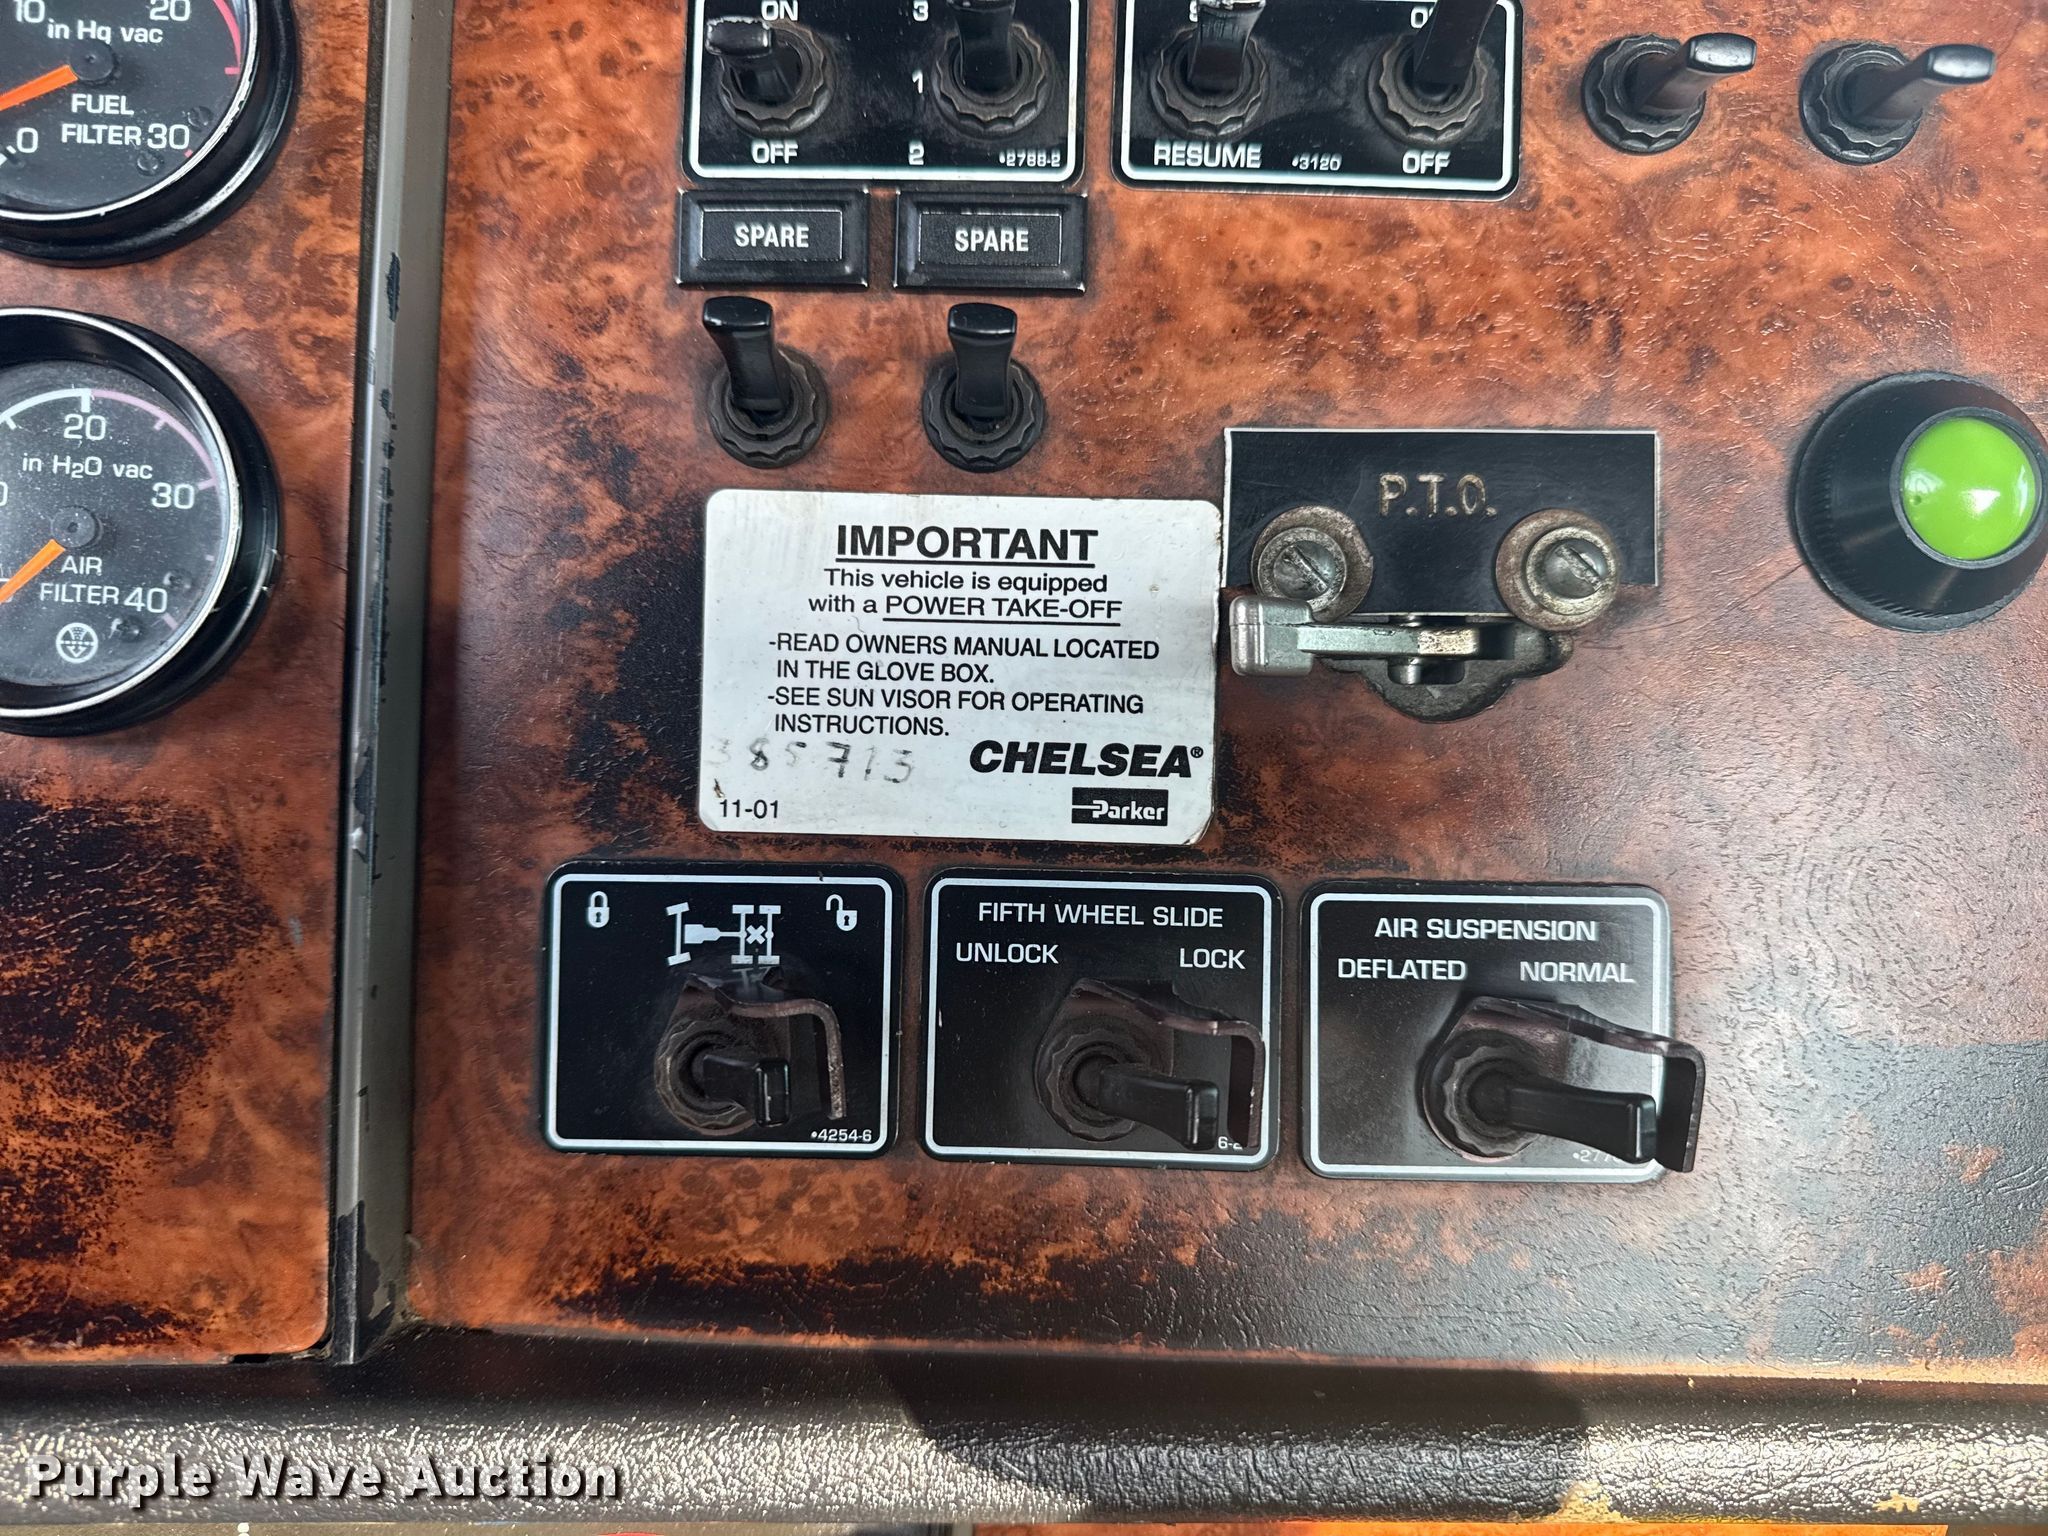 10 20
in Hg vac
FUEL
FILTER 30
0
20
in H2O vac
30
0
AIR
FILTER 40
ON 3
1
OFF 2 •2788-2
RESUME •3120 OFF
SPARE SPARE
P.T.O.
IMPORTANT
This vehicle is equipped
with a POWER TAKE-OFF
-READ OWNERS MANUAL LOCATED
IN THE GLOVE BOX.
-SEE SUN VISOR FOR OPERATING
INSTRUCTIONS.
385713
CHELSEA®
11-01 Parker
•4254-6
FIFTH WHEEL SLIDE
UNLOCK LOCK
AIR SUSPENSION
DEFLATED NORMAL
Purple Wave Auction